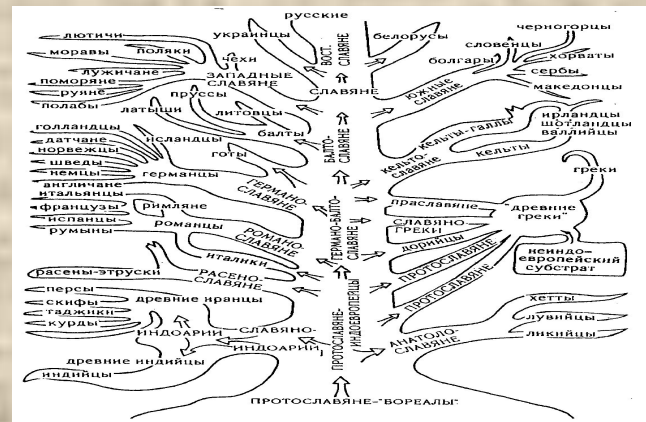 русские
украинцы
белорусы
ВОСТ. СЛАВЯНЕ
лютичи
моравы
поляки
чехи
лужичане
ЗАПАДНЫЕ СЛАВЯНЕ
поморяне
руяне
полабы
СЛАВЯНЕ
черногорцы
словенцы
болгары
хорваты
сербы
македонцы
ЮЖНЫЕ СЛАВЯНЕ
пруссы
латыши
литовцы
балты
БАЛТО-СЛАВЯНЕ
голландцы
исландцы
датчане
норвежцы
шведы
немцы
готы
германцы
англичане
ГЕРМАНО-СЛАВЯНЕ
кельты-галлы
ирландцы
шотландцы
валлийцы
кельты
КЕЛЬТО-СЛАВЯНЕ
итальянцы
французы
римляне
испанцы
романцы
румыны
РОМАНО-СЛАВЯНЕ
италики
ГЕРМАНО-БАЛТО-СЛАВЯНЕ
греки
праславяне
"древние греки"
СЛАВЯНО-ГРЕКИ
дорийцы
ПРОТОСЛАВЯНЕ
ПРОТОСЛАВЯНЕ
неиндо-
европейский
субстрат
расены-этруски
РАСЕНО-СЛАВЯНЕ
персы
скифы
древние иранцы
таджики
курды
ИНДОАРИИ
СЛАВЯНО-
ИНДОАРИИ
древние индийцы
индийцы
ПРОТОСЛАВЯНЕ-ИНДОЕВРОПЕЙЦЫ
АНАТОЛО-СЛАВЯНЕ
хетты
лувийцы
ликийцы
ПРОТОСЛАВЯНЕ-"БОРЕАЛЫ"